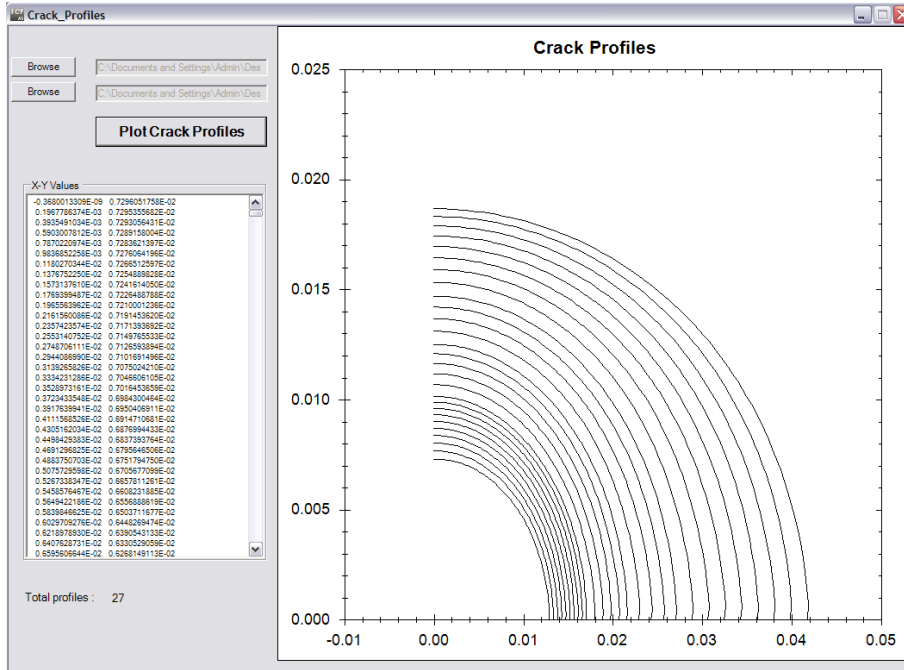 Crack_Profiles
Browse
C:\Documents and Settings\Admin\Des
Browse
C:\Documents and Settings\Admin\Des
Plot Crack Profiles
X-Y Values
-0.3680013309E-09 0.7296051758E-02
0.1967786374E-03 0.7295355682E-02
0.3935491034E-03 0.7293056431E-02
0.5903007812E-03 0.7289158004E-02
0.7870220974E-03 0.7283621397E-02
0.9836852258E-03 0.7276064196E-02
0.1180270344E-02 0.7266512597E-02
0.1376752250E-02 0.7254889828E-02
0.1573137610E-02 0.7241614050E-02
0.1769399487E-02 0.7226488788E-02
0.1965563962E-02 0.7210001236E-02
0.2161560086E-02 0.7191453620E-02
0.2357423574E-02 0.7171393692E-02
0.2553140752E-02 0.7149765533E-02
0.2748706111E-02 0.7126593894E-02
0.2944086990E-02 0.7101691496E-02
0.3139265826E-02 0.7075024210E-02
0.3334231286E-02 0.7046606105E-02
0.3528973161E-02 0.7016453659E-02
0.3723433548E-02 0.6984300464E-02
0.3917639941E-02 0.6950406911E-02
0.4111568526E-02 0.6914710681E-02
0.4305162034E-02 0.6876994433E-02
0.4498429383E-02 0.6837393764E-02
0.4691296825E-02 0.6795646506E-02
0.4883750703E-02 0.6751794750E-02
0.5075729598E-02 0.6705677099E-02
0.5267338347E-02 0.6657811261E-02
0.5458576467E-02 0.6608231885E-02
0.5649422186E-02 0.6556888619E-02
0.5839846625E-02 0.6503711677E-02
0.6029709276E-02 0.6448269474E-02
0.6218978930E-02 0.6390543133E-02
0.6407628731E-02 0.6330529059E-02
0.6595606644E-02 0.6268149113E-02
Total profiles : 27
Crack Profiles
0.025
0.020
0.015
0.010
0.005
0.000
-0.01 0.00 0.01 0.02 0.03 0.04 0.05